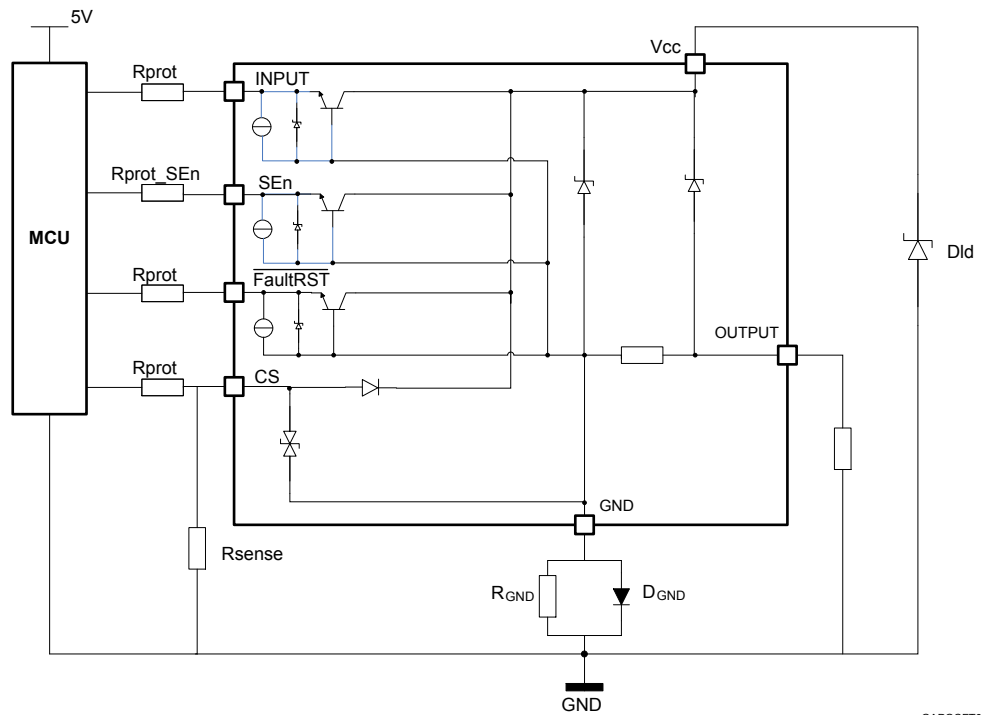 5V
Vcc
Rprot
INPUT
Rprot_SEn
SEn
MCU
Dld
Rprot
FaultRST
OUTPUT
Rprot
CS
GND
Rsense
RGND
DGND
GND